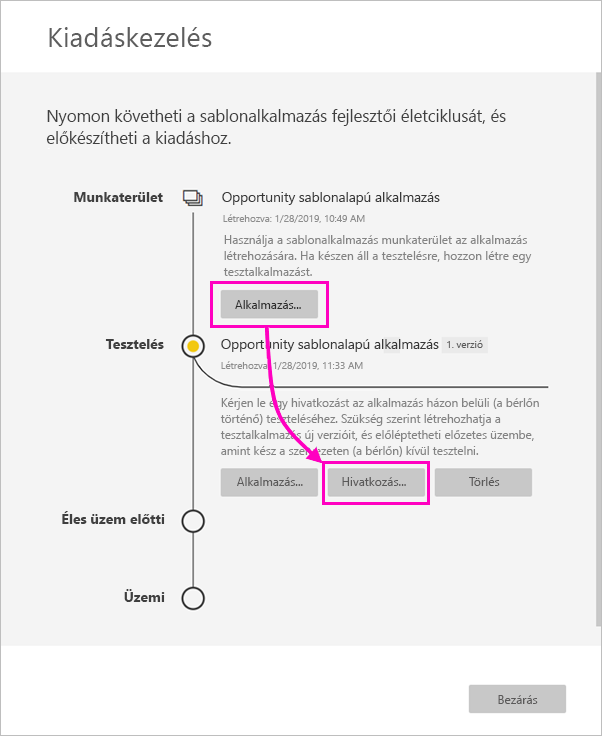 Kiadáskezelés
Nyomon követheti a sablonalkalmazás fejlesztői életciklusát, és
előkészítheti a kiadáshoz.
Munkaterület
Opportunity sablonalapú alkalmazás
Létrehozva: 1/28/2019, 10:49 AM
Használja a sablonalkalmazás munkaterület az alkalmazás
létrehozására. Ha készen áll a tesztelésre, hozzon létre egy
tesztalkalmazást.
Alkalmazás...
Tesztelés
Opportunity sablonalapú alkalmazás 1. verzió
Létrehozva: 1/28/2019, 11:33 AM
Kérjen le egy hivatkozást az alkalmazás házon belüli (a bérlőn
történő) teszteléséhez. Szükség szerint létrehozhatja a
tesztalkalmazás új verzióit, és előléptetheti előzetes üzembe,
amint kész a szervezeten (a bérlőn) kívül tesztelni.
Alkalmazás... Hivatkozás... Törlés
Éles üzem előtti
Üzemi
Bezárás